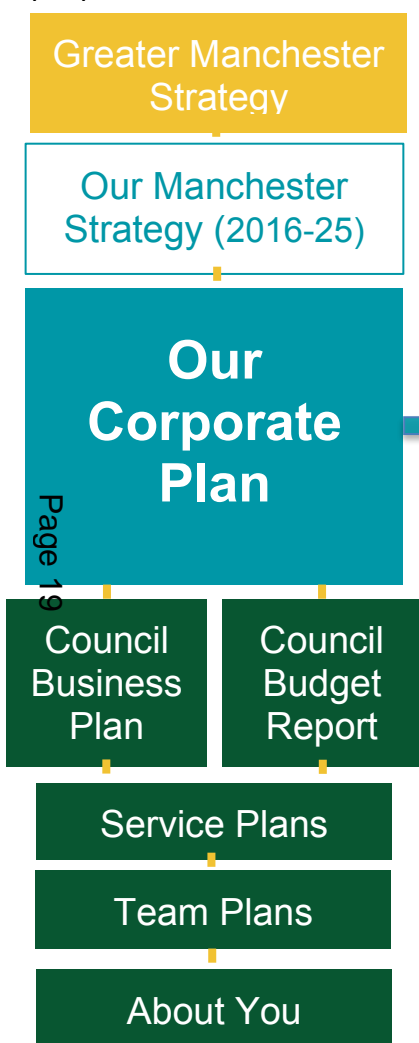 Greater Manchester
Strategy
Our Manchester
Strategy (2016-25)
Our
Corporate
Plan
Page 19
Council
Business
Plan
Council
Budget
Report
Service Plans
Team Plans
About You